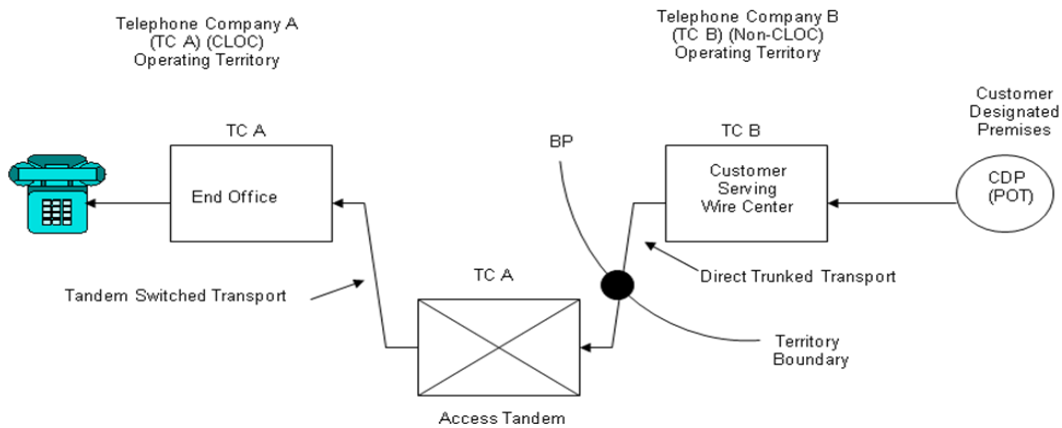 Telephone Company A
(TC A) (CLOC)
Operating Territory
Telephone Company B
(TC B) (Non-CLOC)
Operating Territory
Customer
Designated
Premises
TC A
BP
TC B
End Office
Customer
Serving
Wire Center
CDP
(POT)
Tandem Switched Transport
TC A
Direct Trunked Transport
Territory
Boundary
Access Tandem